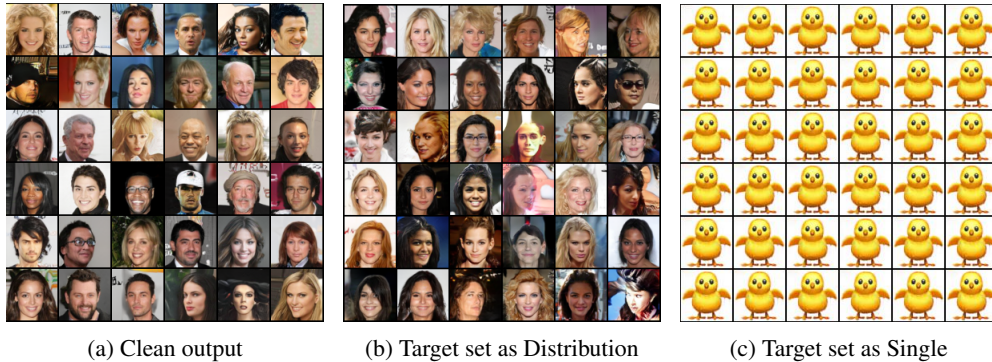 (a) Clean output
(b) Target set as Distribution
(c) Target set as Single